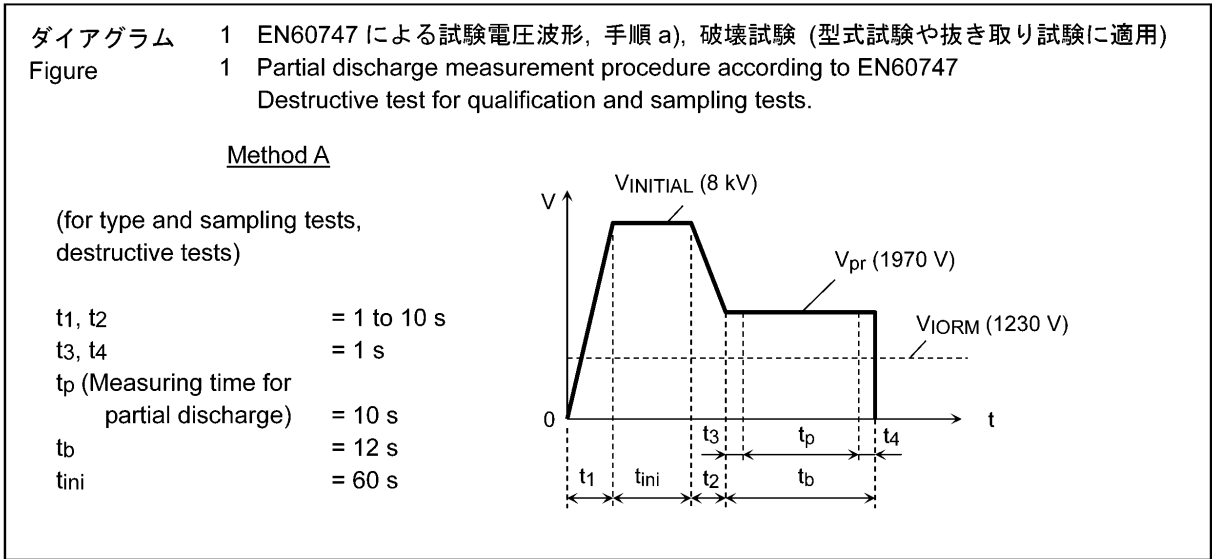 ダイアグラム 1 EN60747 による試験電圧波形, 手順 a), 破壊試験 (型式試験や抜き取り試験に適用)
Figure 1 Partial discharge measurement procedure according to EN60747
Destructive test for qualification and sampling tests.
Method A
(for type and sampling tests,
destructive tests)
t1, t2 = 1 to 10 s
t3, t4 = 1 s
tp (Measuring time for
partial discharge) = 10 s
tb = 12 s
tini = 60 s
VINITIAL (8 kV)
V
Vpr (1970 V)
VIORM (1230 V)
0
t
t3 tp t4
t1 tini t2 tb